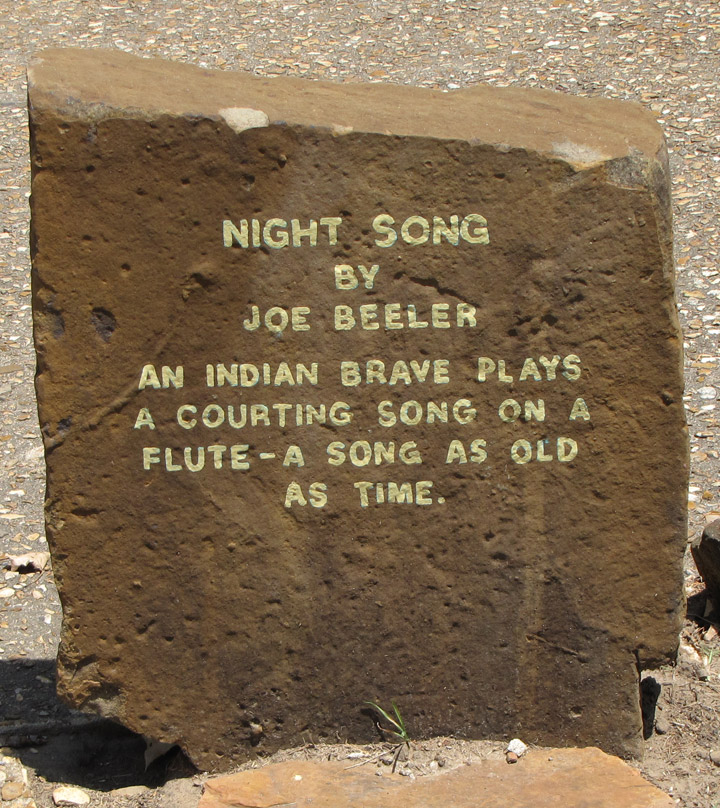 NIGHT SONG
BY
JOE BEELER
AN INDIAN BRAVE PLAYS
A COURTING SONG ON A
FLUTE - A SONG AS OLD
AS TIME.